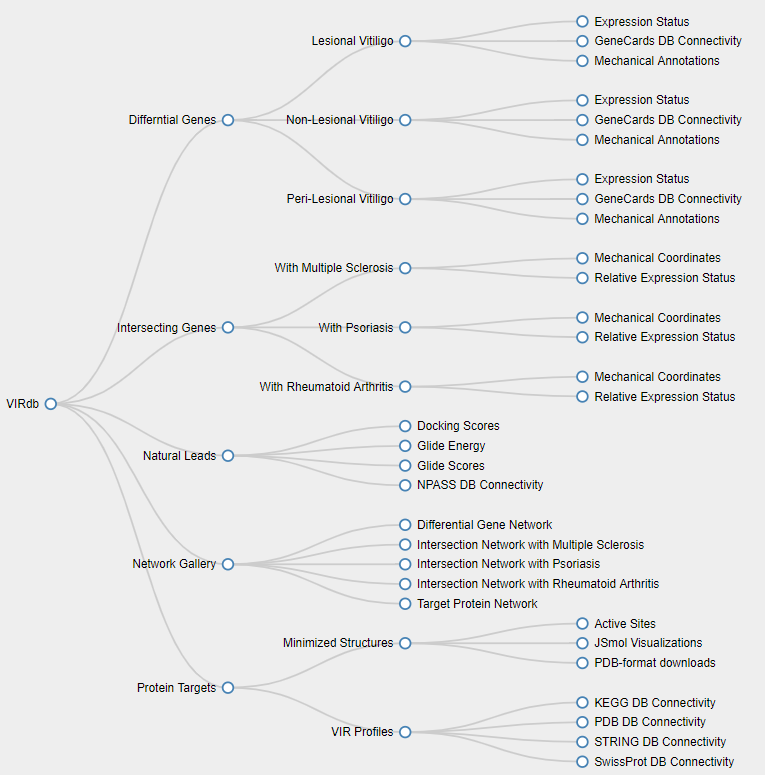 VIRdb
Differntial Genes
Lesional Vitiligo
Expression Status
GeneCards DB Connectivity
Mechanical Annotations
Non-Lesional Vitiligo
Expression Status
GeneCards DB Connectivity
Mechanical Annotations
Peri-Lesional Vitiligo
Expression Status
GeneCards DB Connectivity
Mechanical Annotations
Intersecting Genes
With Multiple Sclerosis
Mechanical Coordinates
Relative Expression Status
With Psoriasis
Mechanical Coordinates
Relative Expression Status
With Rheumatoid Arthritis
Mechanical Coordinates
Relative Expression Status
Natural Leads
Docking Scores
Glide Energy
Glide Scores
NPASS DB Connectivity
Network Gallery
Differential Gene Network
Intersection Network with Multiple Sclerosis
Intersection Network with Psoriasis
Intersection Network with Rheumatoid Arthritis
Target Protein Network
Protein Targets
Minimized Structures
Active Sites
JSmol Visualizations
PDB-format downloads
VIR Profiles
KEGG DB Connectivity
PDB DB Connectivity
STRING DB Connectivity
SwissProt DB Connectivity